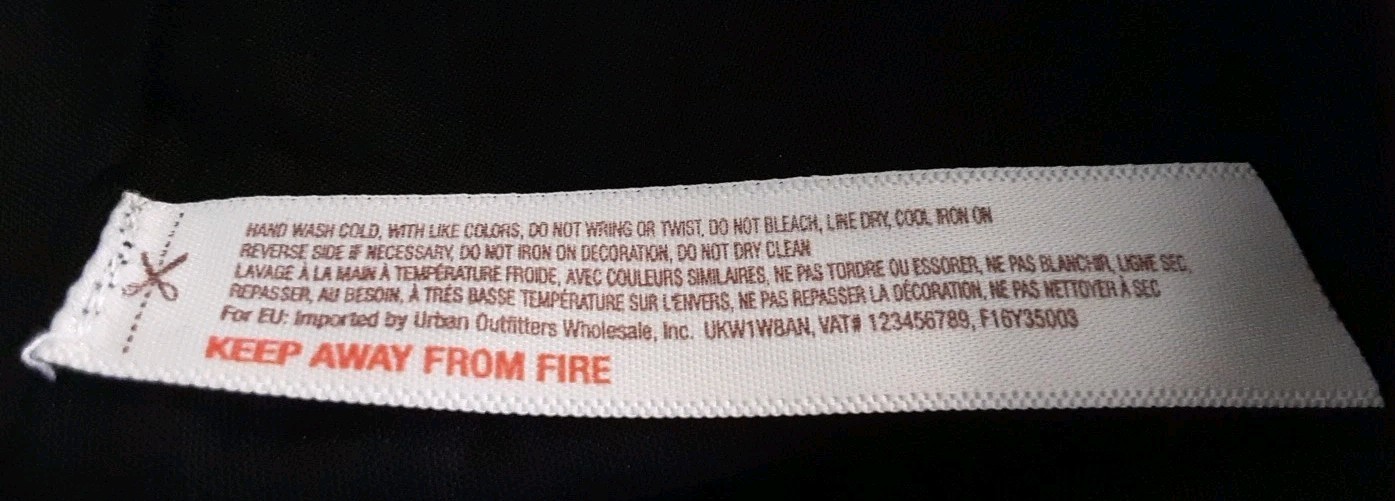 HAND WASH COLD, WITH LIKE COLORS, DO NOT WRING OR TWIST, DO NOT BLEACH, LINE DRY, COOL IRON ON
REVERSE SIDE IF NECESSARY, DO NOT IRON ON DECORATION, DO NOT DRY CLEAN
LAVAGE À LA MAIN À TEMPÉRATURE FROIDE, AVEC COULEURS SIMILAIRES, NE PAS TORDRE OU ESSORER, NE PAS BLANCHIR, LIGNE SEC,
REPASSER, AU BESOIN, À TRÉS BASSE TEMPÉRATURE SUR L'ENVERS, NE PAS REPASSER LA DÉCORATION, NE PAS NETTOYER À SEC
For EU: Imported by Urban Outfitters Wholesale, Inc. UKW1W8AN, VAT# 123456789, F16Y35003
KEEP AWAY FROM FIRE